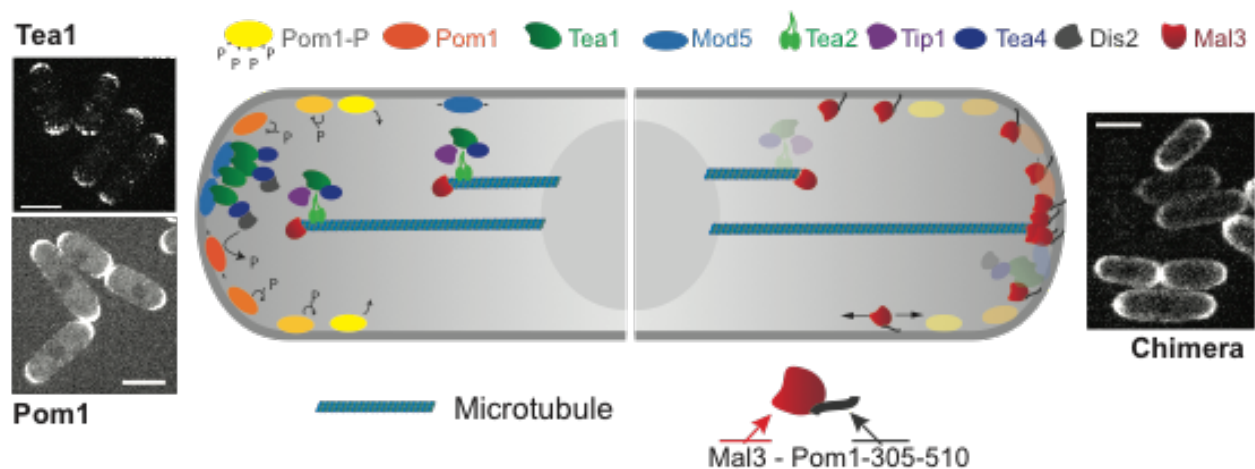 Tea1
Pom1-P Pom1 Tea1 Mod5 Tea2 Tip1 Tea4 Dis2 Mal3
P P P P
P
P
P
P
P
P
Chimera
Pom1
Microtubule
Mal3 - Pom1-305-510